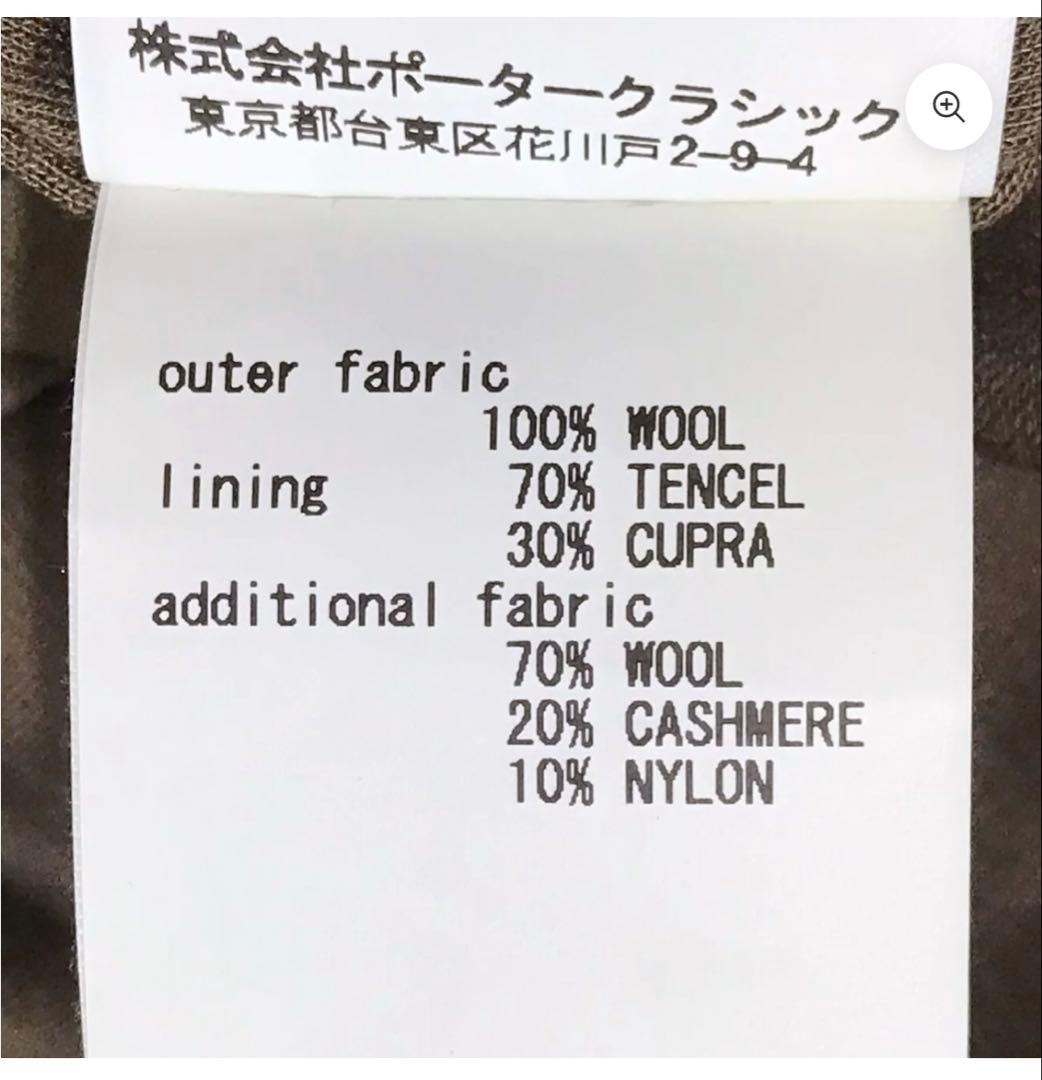 株式会社ポータークラシック
東京都台東区花川戸2-9-4
outer fabric
100% WOOL
lining 70% TENCEL
30% CUPRA
additional fabric
70% WOOL
20% CASHMERE
10% NYLON